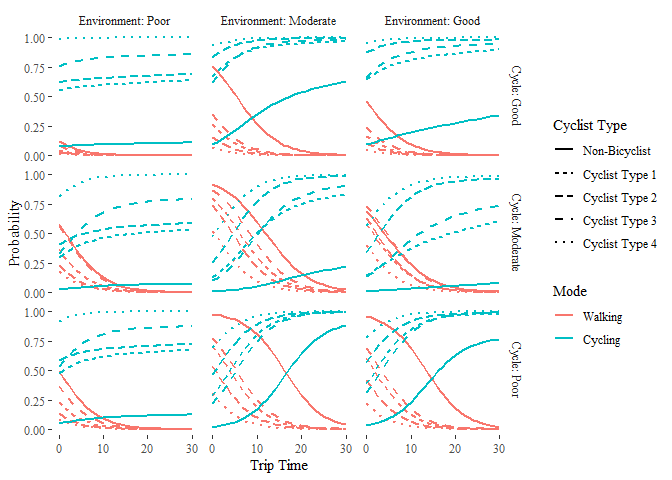 Environment: Poor
Environment: Moderate
Environment: Good
1.00
0.75
0.50
0.25
0.00
Cycle: Good
1.00
0.75
0.50
0.25
0.00
Cycle: Moderate
1.00
0.75
0.50
0.25
0.00
Cycle: Poor
Probability
0 10 20 30
0 10 20 30
0 10 20 30
Trip Time
Cyclist Type
Non-Bicyclist
Cyclist Type 1
Cyclist Type 2
Cyclist Type 3
Cyclist Type 4
Mode
Walking
Cycling